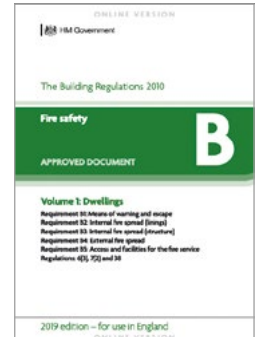 ONLINE VERSION
HM Government
The Building Regulations 2010
Fire safety
B
APPROVED DOCUMENT
Volume 1: Dwellings
Requirement B1: Means of warning and escape
Requirement B2: Internal fire spread (linings)
Requirement B3: Internal fire spread (structure)
Requirement B4: External fire spread
Requirement B5: Access and facilities for the fire service
Regulations: 6(3), 7(2) and 38
2019 edition – for use in England
ONLINE VERSION